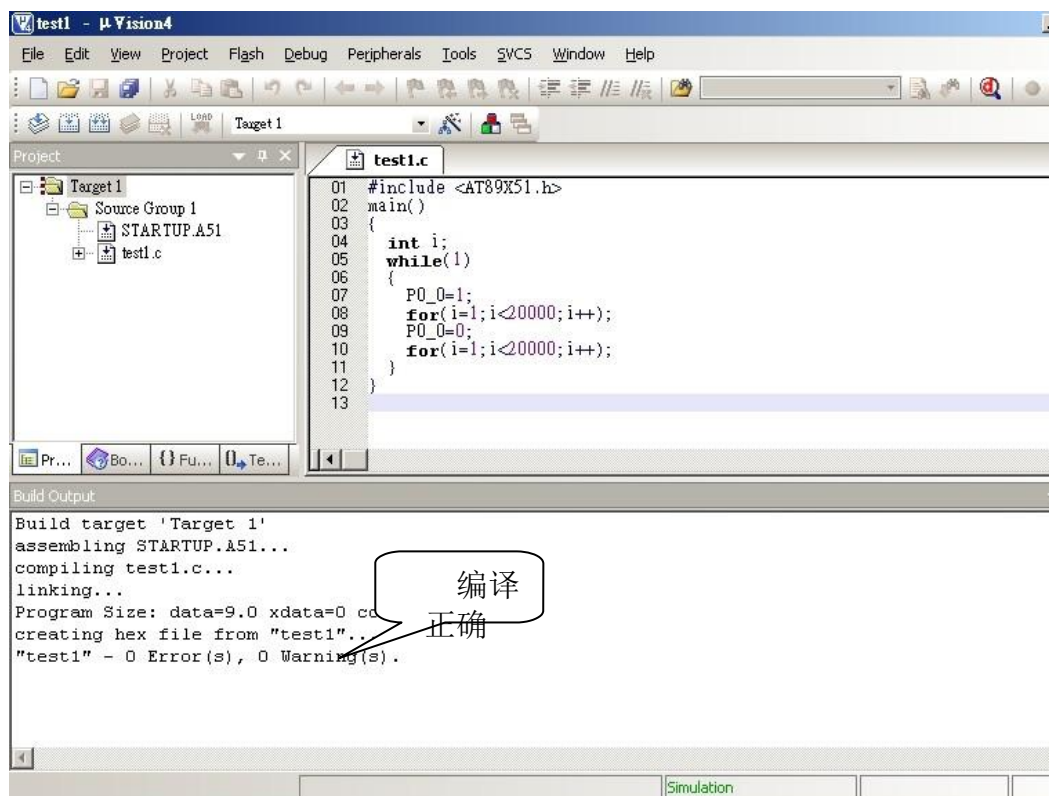 test1 - µVision4
File Edit View Project Flash Debug Peripherals Tools SVCS Window Help
LOAD Target 1
Project
test1.c
Target 1
Source Group 1
STARTUP.A51
test1.c
01 #include <AT89X51.h>
02 main()
03 {
04 int i;
05 while(1)
06 {
07 P0_0=1;
08 for(i=1;i<20000;i++);
09 P0_0=0;
10 for(i=1;i<20000;i++);
11 }
12 }
13
Pr... Bo... {} Fu... Te...
Build Output
Build target 'Target 1'
assembling STARTUP.A51...
compiling test1.c...
linking...
Program Size: data=9.0 xdata=0 co
creating hex file from "test1"...
"test1" - 0 Error(s), 0 Warning(s).
编译
正确
Simulation